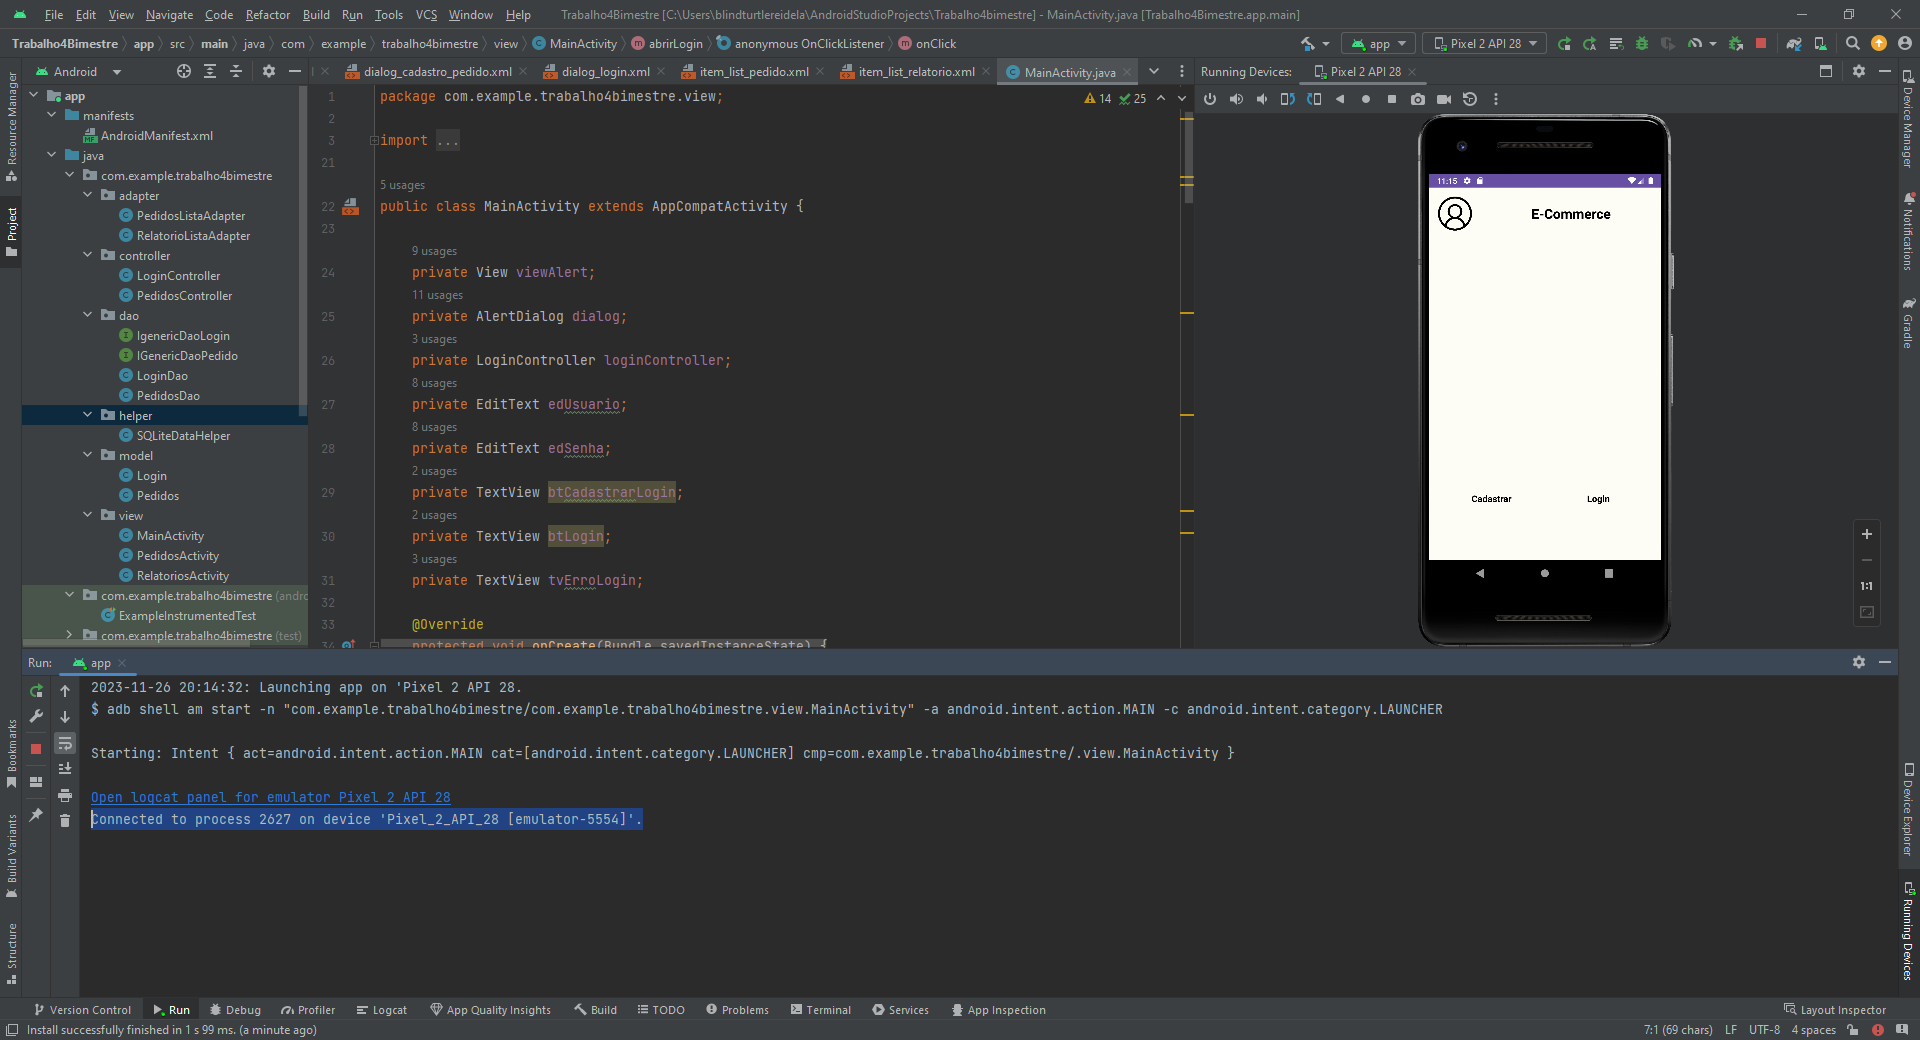 File Edit View Navigate Code Refactor Build Run Tools VCS Window Help Trabalho4Bimestre [C:\Users\blindturtlereidela\AndroidStudioProjects\Trabalho4bimestre] - MainActivity.java [Trabalho4Bimestre.app.main]
Trabalho4Bimestre app src main java com example trabalho4bimestre view MainActivity abrirLogin anonymous OnClickListener onClick app Pixel 2 API 28
Android dialog_cadastro_pedido.xml dialog_login.xml item_list_pedido.xml item_list_relatorio.xml MainActivity.java Running Devices: Pixel 2 API 28
Resource Manager
Project
Bookmarks
Build Variants
Structure
app
manifests
AndroidManifest.xml
java
com.example.trabalho4bimestre
adapter
PedidosListaAdapter
RelatorioListaAdapter
controller
LoginController
PedidosController
dao
IgenericDaoLogin
IGenericDaoPedido
LoginDao
PedidosDao
helper
SQLiteDataHelper
model
Login
Pedidos
view
MainActivity
PedidosActivity
RelatoriosActivity
com.example.trabalho4bimestre (andro
ExampleInstrumentedTest
com.example.trabalho4bimestre (test)
14 25
1 package com.example.trabalho4bimestre.view;
2
3 import ...
21
5 usages
22 public class MainActivity extends AppCompatActivity {
23
9 usages
24 private View viewAlert;
11 usages
25 private AlertDialog dialog;
3 usages
26 private LoginController loginController;
8 usages
27 private EditText edUsuario;
8 usages
28 private EditText edSenha;
2 usages
29 private TextView btCadastrarLogin;
2 usages
30 private TextView btLogin;
3 usages
31 private TextView tvErroLogin;
32
33 @Override
34 protected void onCreate(Bundle savedInstanceState) {
11:15
E-Commerce
Cadastrar Login
1:1
Device Manager
Notifications
Gradle
Device Explorer
Running Devices
Run: app
2023-11-26 20:14:32: Launching app on 'Pixel 2 API 28.
$ adb shell am start -n "com.example.trabalho4bimestre/com.example.trabalho4bimestre.view.MainActivity" -a android.intent.action.MAIN -c android.intent.category.LAUNCHER
Starting: Intent { act=android.intent.action.MAIN cat=[android.intent.category.LAUNCHER] cmp=com.example.trabalho4bimestre/.view.MainActivity }
Open logcat panel for emulator Pixel 2 API 28
Connected to process 2627 on device 'Pixel_2_API_28 [emulator-5554]'.
Version Control Run Debug Profiler Logcat App Quality Insights Build TODO Problems Terminal Services App Inspection Layout Inspector
Install successfully finished in 1 s 99 ms. (a minute ago) 7:1 (69 chars) LF UTF-8 4 spaces